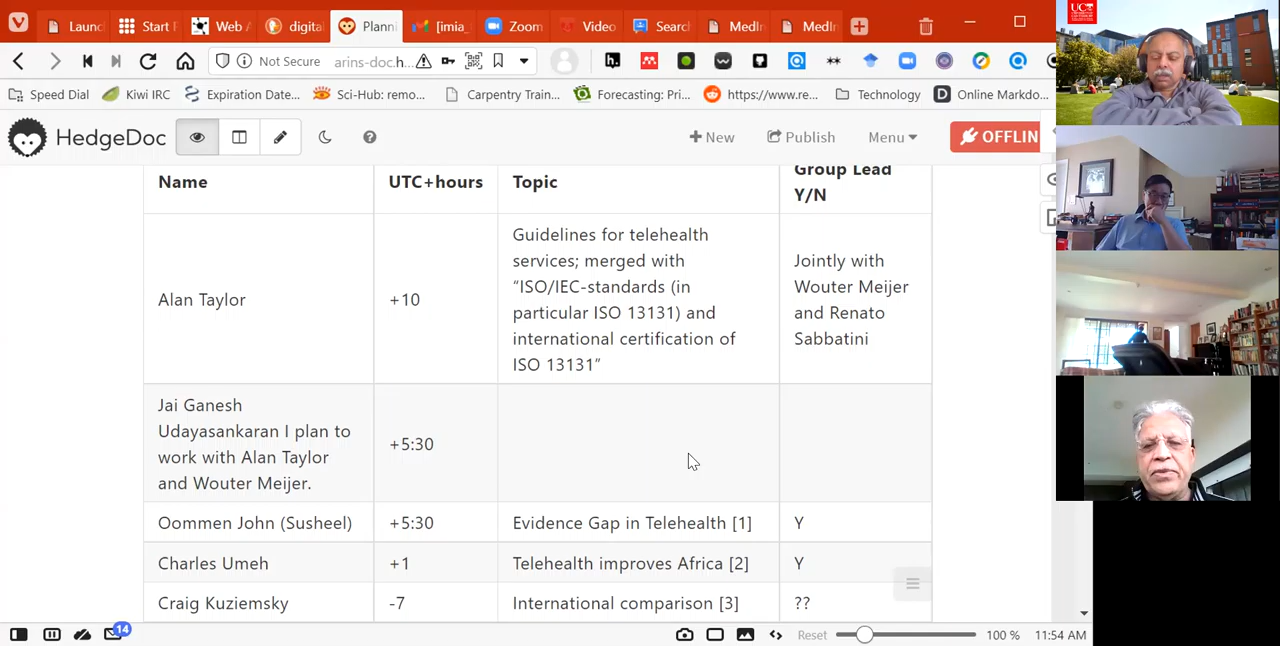 Launc
Start F
Web /
digital
Planni
[imia_
Zoom
Video
Searc
MedIn
MedIn
Not Secure
arins-doc.h...
Speed Dial
Kiwi IRC
Expiration Date...
Sci-Hub: remo...
Carpentry Train...
Forecasting: Pri...
https://www.re...
Technology
Online Markdo...
HedgeDoc
New
Publish
Menu
OFFLIN
Name
UTC+hours
Topic
Group Lead
Y/N
Alan Taylor
+10
Guidelines for telehealth
services; merged with
“ISO/IEC-standards (in
particular ISO 13131) and
international certification of
ISO 13131”
Jointly with
Wouter Meijer
and Renato
Sabbatini
Jai Ganesh
Udayasankaran I plan to
work with Alan Taylor
and Wouter Meijer.
+5:30
Oommen John (Susheel)
+5:30
Evidence Gap in Telehealth [1]
Y
Charles Umeh
+1
Telehealth improves Africa [2]
Y
Craig Kuziemsky
-7
International comparison [3]
??
14
Reset
100 %
11:54 AM
UCT